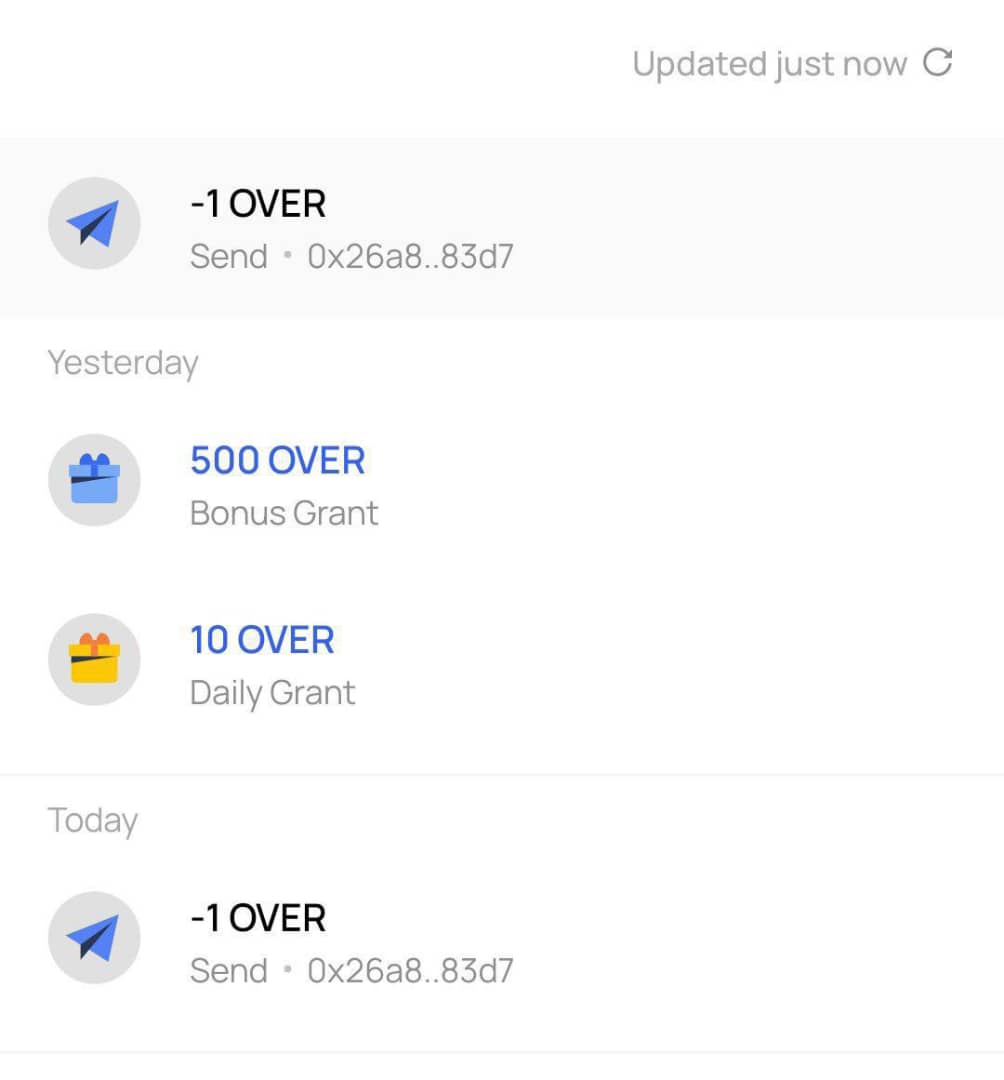 Updated just now
-1 OVER
Send • 0x26a8..83d7
Yesterday
500 OVER
Bonus Grant
10 OVER
Daily Grant
Today
-1 OVER
Send • 0x26a8..83d7